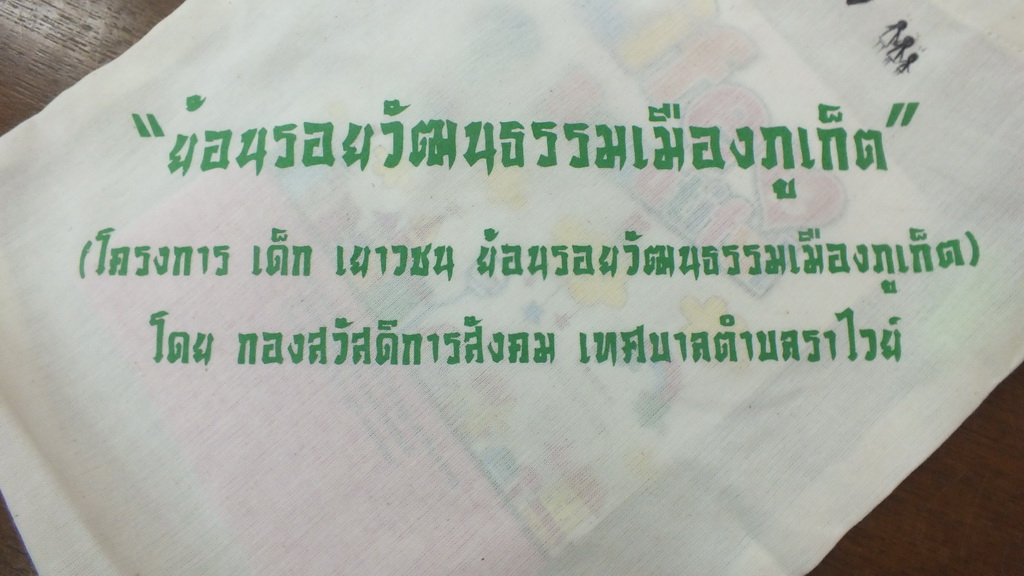 “ย้อนรอยวัฒนธรรมเมืองภูเก็ต”
(โครงการ เด็ก เยาวชน ย้อนรอยวัฒนธรรมเมืองภูเก็ต)
โดย กองสวัสดิการสังคม เทศบาลตำบลราไวย์